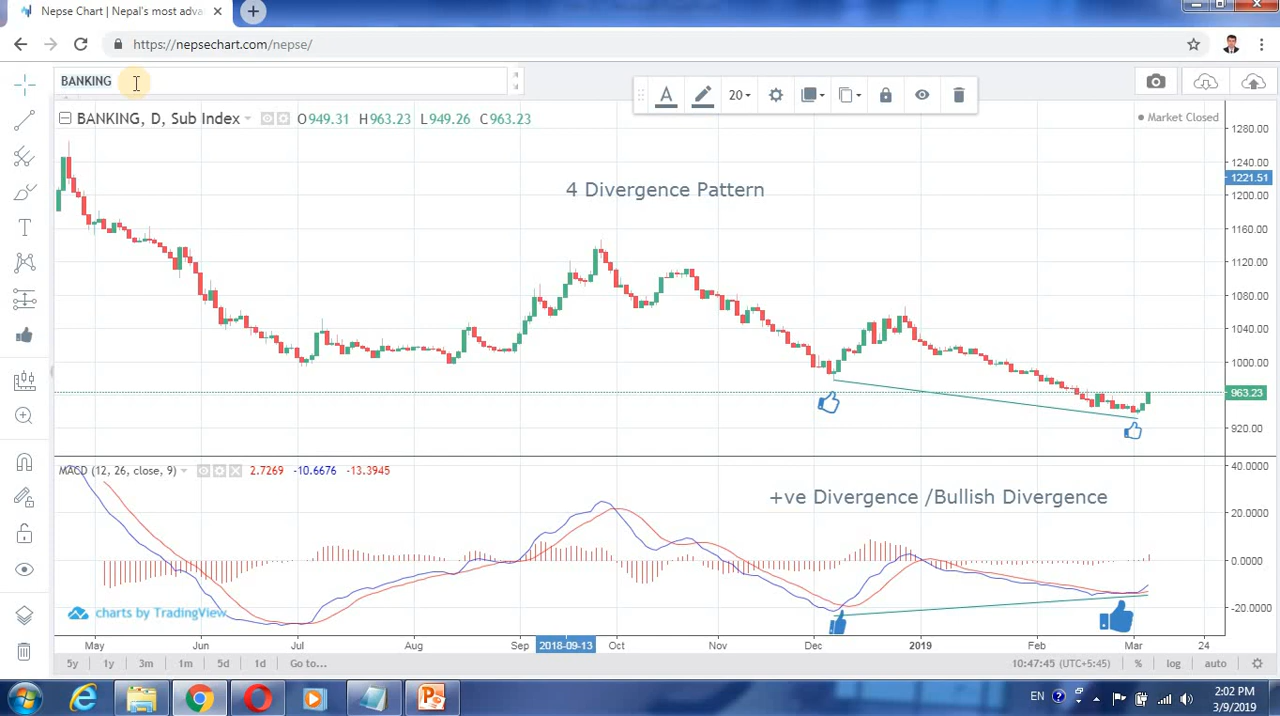 Nepse Chart | Nepal's most adva
https://nepsechart.com/nepse/
BANKING
20
BANKING, D, Sub Index O949.31 H963.23 L949.26 C963.23
Market Closed
4 Divergence Pattern
1280.00
1240.00
1221.51
1200.00
1160.00
1120.00
1080.00
1040.00
1000.00
963.23
920.00
MACD (12, 26, close, 9) 2.7269 -10.6676 -13.3945
+ve Divergence /Bullish Divergence
40.0000
20.0000
0.0000
-20.0000
charts by TradingView
May Jun Jul Aug Sep 2018-09-13 Oct Nov Dec 2019 Feb Mar 24
5y 1y 3m 1m 5d 1d Go to... 10:47:45 (UTC+5:45) % log auto
EN 2:02 PM
3/9/2019